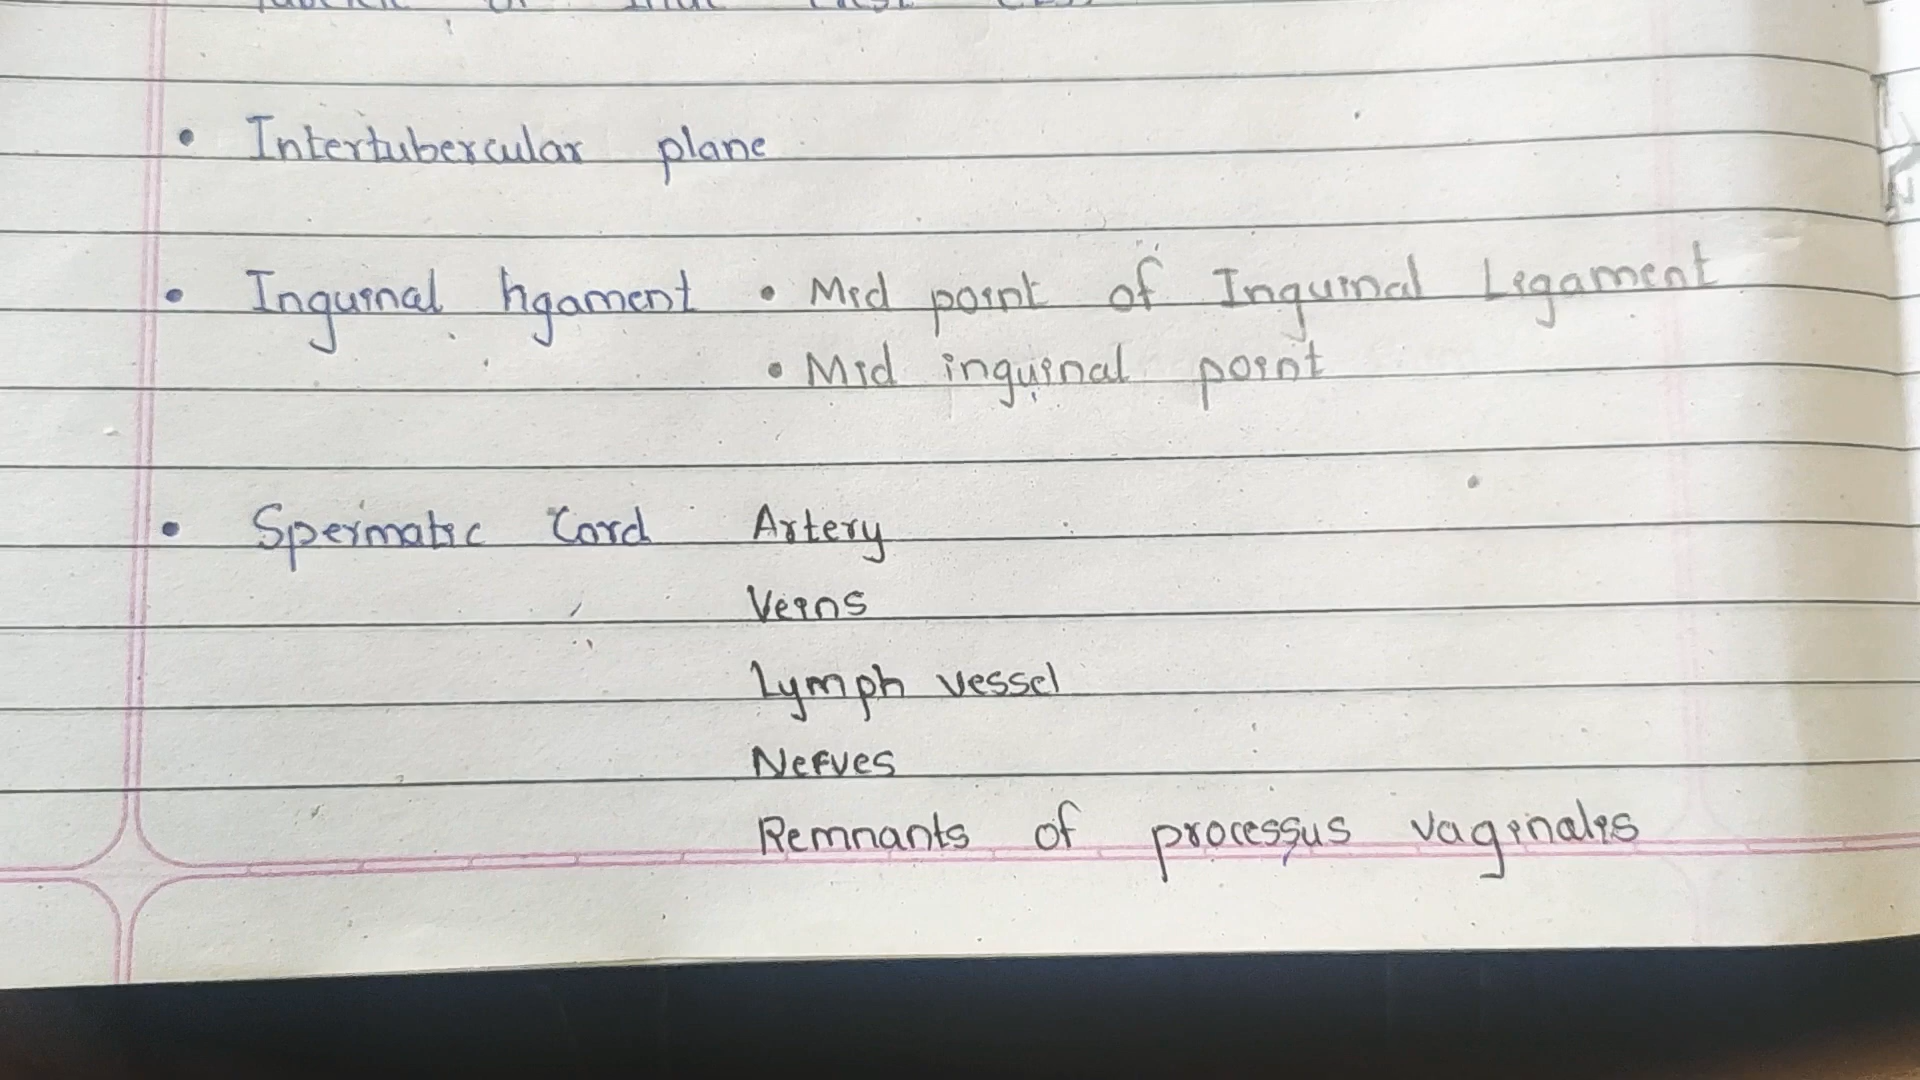 of
• Intertubercular plane
• Inguinal ligament • Mid point of Inguinal Ligament
• Mid inguinal point
• Spermatic Cord Artery
Veins
Lymph vessel
Nerves
Remnants of processus vaginalis